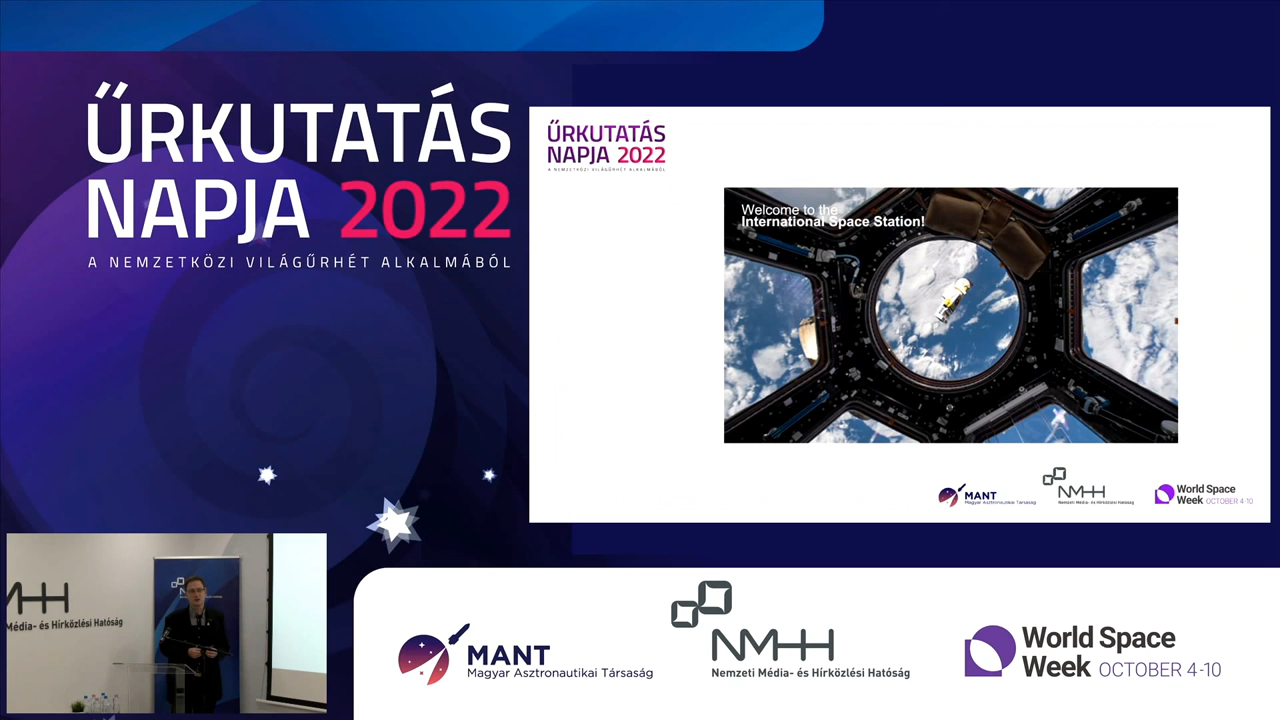 ŰRKUTATÁS
NAPJA 2022
A NEMZETKÖZI VILÁGŰRHÉT ALKALMÁBÓL
ŰRKUTATÁS
NAPJA 2022
A NEMZETKÖZI VILÁGŰRHÉT ALKALMÁBÓL
Welcome to the
International Space Station!
MANT
Magyar Asztronautikai Társaság
NMHH
Nemzeti Média- és Hírközlési Hatóság
World Space
Week OCTOBER 4-10
NMHH
Média- és Hírközlési Hatóság
MANT
Magyar Asztronautikai Társaság
NMHH
Nemzeti Média- és Hírközlési Hatóság
World Space
Week OCTOBER 4-10